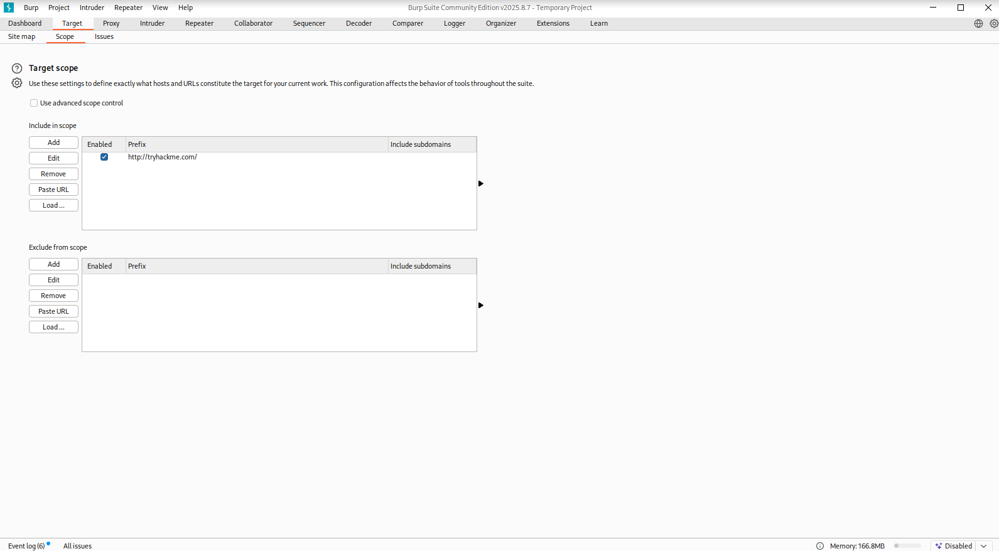 Burp Project Intruder Repeater View Help Burp Suite Community Edition v2025.8.7 - Temporary Project
Dashboard Target Proxy Intruder Repeater Collaborator Sequencer Decoder Comparer Logger Organizer Extensions Learn
Site map Scope Issues
Target scope
Use these settings to define exactly what hosts and URLs constitute the target for your current work. This configuration affects the behavior of tools throughout the suite.
Use advanced scope control
Include in scope
Add
Edit
Remove
Paste URL
Load ...
Enabled Prefix Include subdomains
http://tryhackme.com/
Exclude from scope
Add
Edit
Remove
Paste URL
Load ...
Enabled Prefix Include subdomains
Event log (6) All issues Memory: 166.8MB Disabled